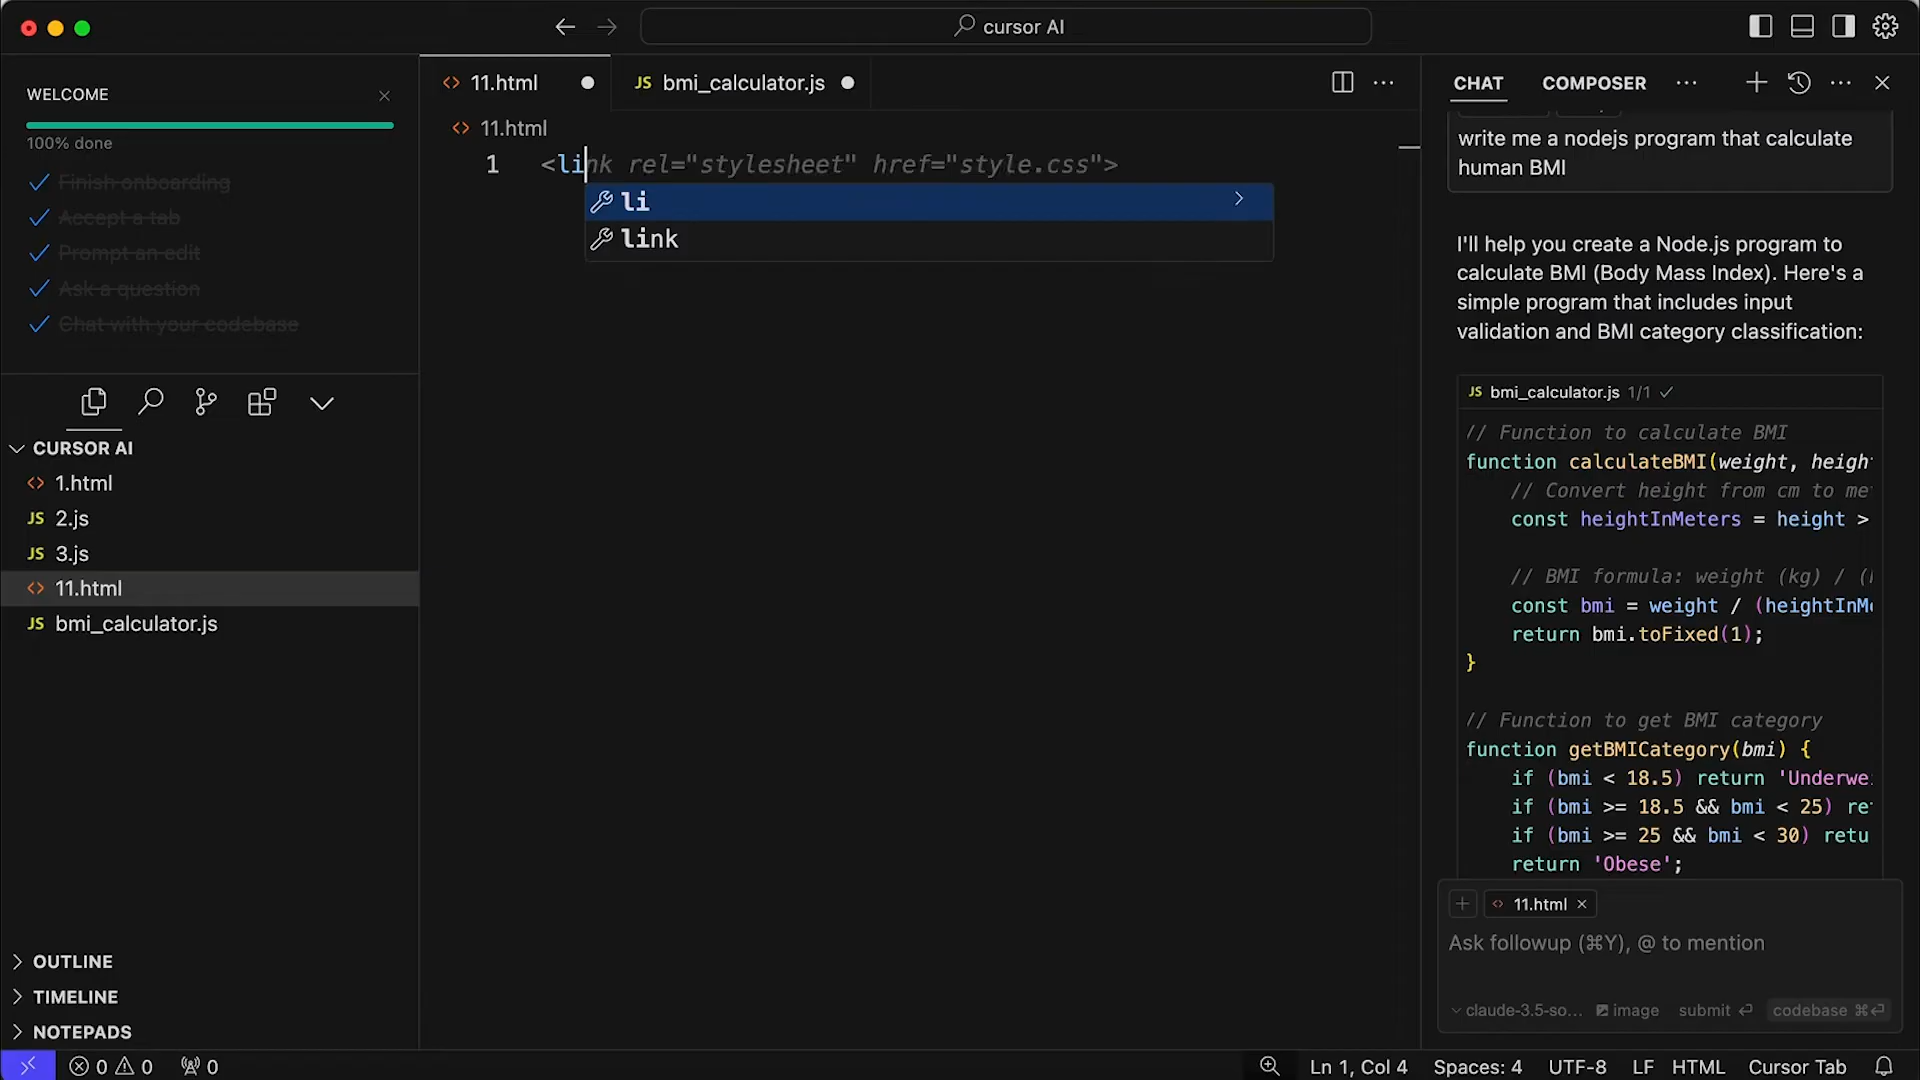 cursor AI
WELCOME
100% done
Finish onboarding
Accept a tab
Prompt an edit
Ask a question
Chat with your codebase
CURSOR AI
<> 1.html
JS 2.js
JS 3.js
<> 11.html
JS bmi_calculator.js
OUTLINE
TIMELINE
NOTEPADS
<> 11.html
JS bmi_calculator.js
<> 11.html
1 <link rel="stylesheet" href="style.css">
li
link
CHAT COMPOSER
write me a nodejs program that calculate
human BMI
I'll help you create a Node.js program to
calculate BMI (Body Mass Index). Here's a
simple program that includes input
validation and BMI category classification:
JS bmi_calculator.js 1/1
// Function to calculate BMI
function calculateBMI(weight, heigh
// Convert height from cm to me
const heightInMeters = height >
// BMI formula: weight (kg) / (
const bmi = weight / (heightInM
return bmi.toFixed(1);
}
// Function to get BMI category
function getBMICategory(bmi) {
if (bmi < 18.5) return 'Underwe
if (bmi >= 18.5 && bmi < 25) re
if (bmi >= 25 && bmi < 30) retu
return 'Obese';
<> 11.html ×
Ask followup (⌘Y), @ to mention
claude-3.5-so... image submit ⏎ codebase ⌘⏎
0 0 0 Ln 1, Col 4 Spaces: 4 UTF-8 LF HTML Cursor Tab